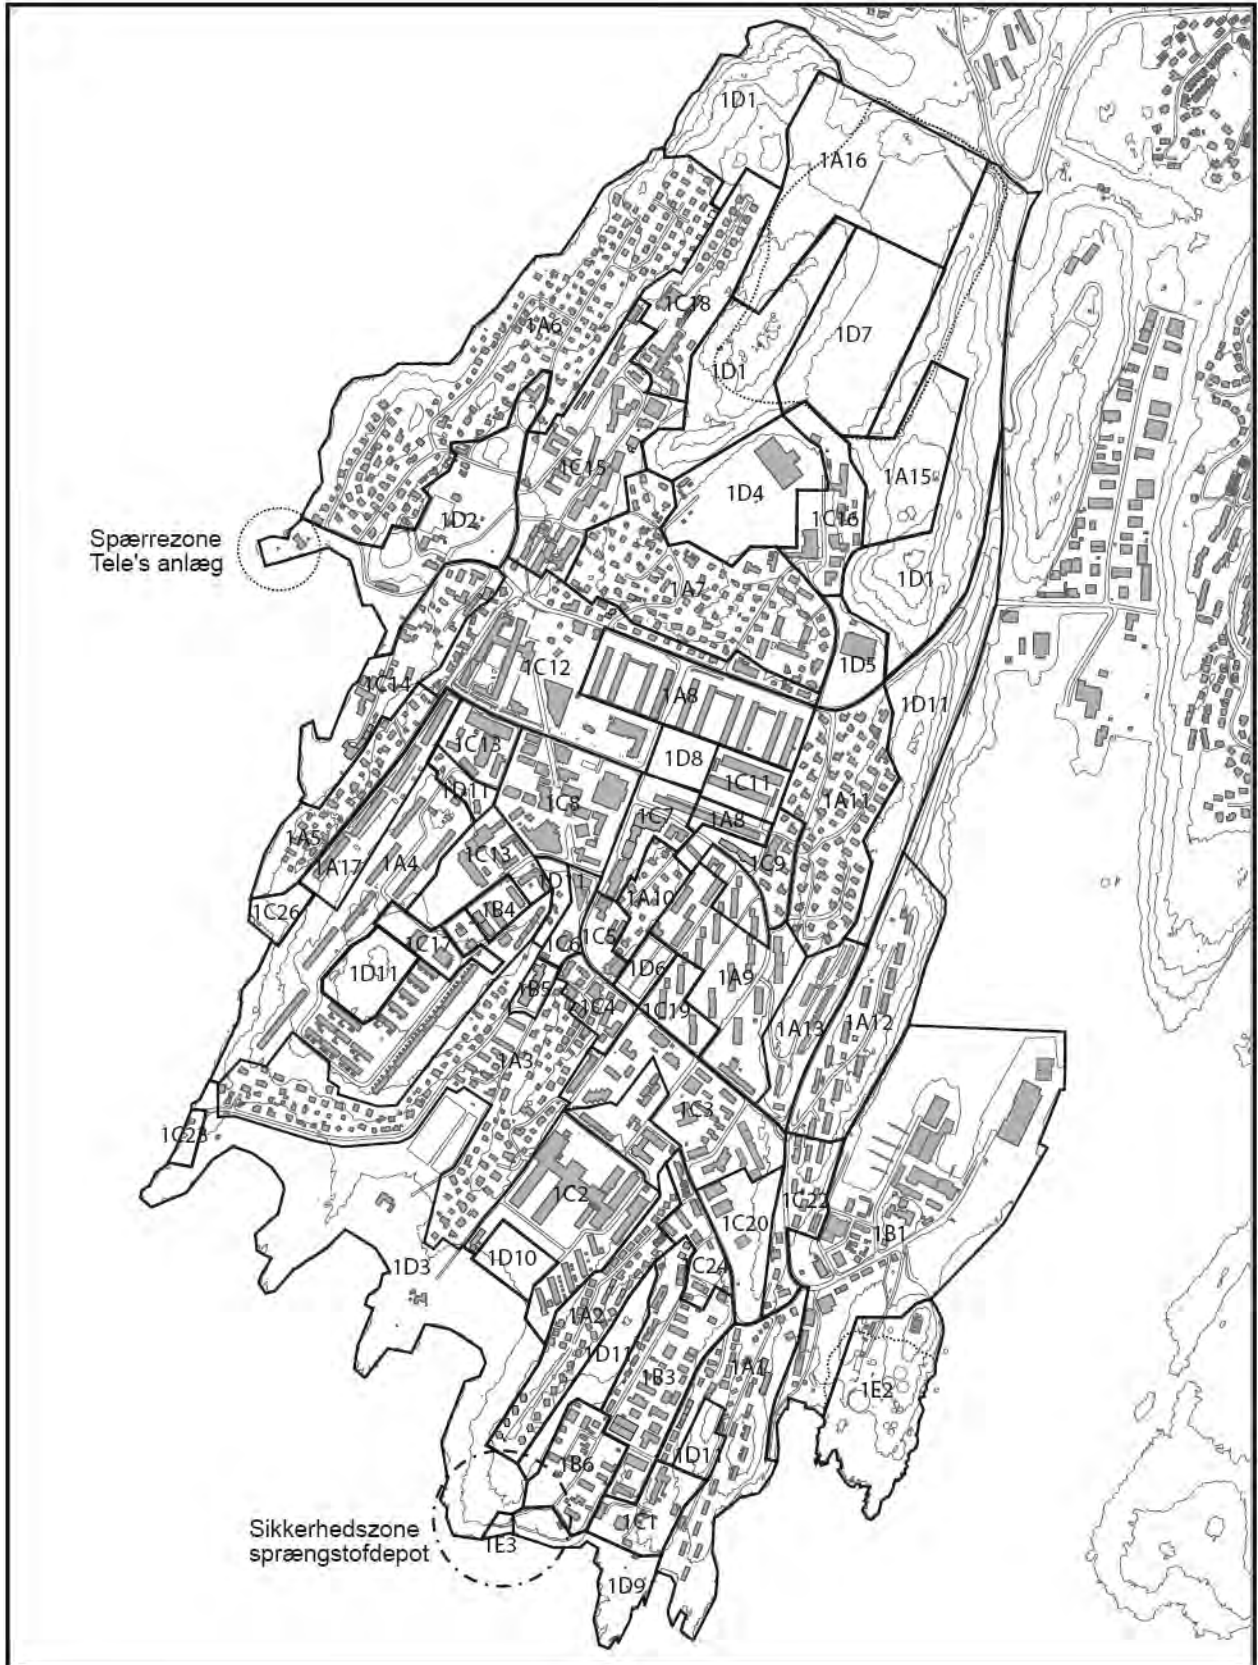 1D1
1A16
1C18
1A6
1D7
1D1
1C15
1D4
1A15
1C16
1D2
Spærrezone
Tele's anlæg
1A7
1D1
1D5
1C12
1A8
1C14
1D11
1C13
1D8
1C11
1D11
1C8
1A11
1C7
1A8
1A5
1A17
1A4
1C13
1C9
1D11
1A10
1C26
1B4
1C17
1C6
1C5
1D11
1D6
1A9
1B5
1C4
1C19
1A13
1A12
1A3
1C3
1C23
1C2
1C20
1C22
1B1
1D3
1D10
1C24
1A2
1D11
1B3
1A1
1E2
1D11
1B6
Sikkerhedszone
sprængstofdepot
1C1
1E3
1D9